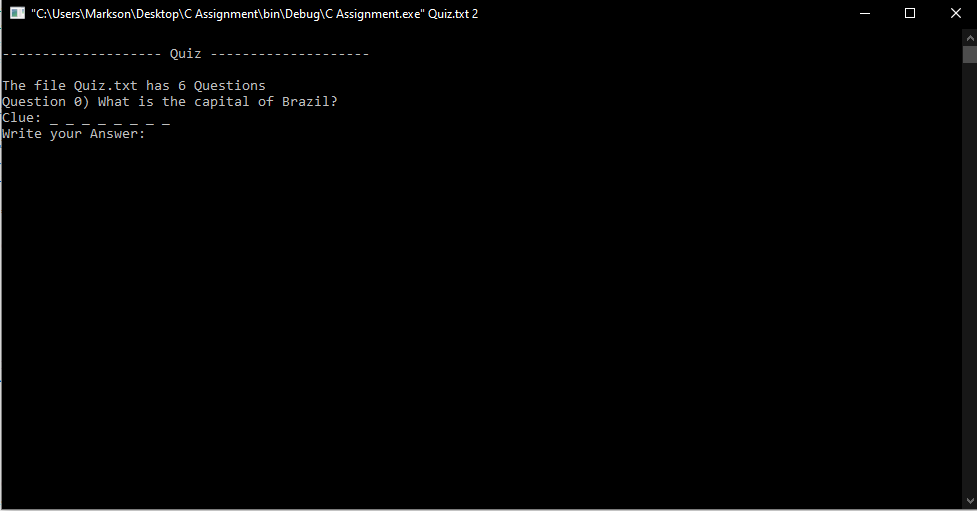 "C:\Users\Markson\Desktop\C Assignment\bin\Debug\C Assignment.exe" Quiz.txt 2
-------------------- Quiz --------------------
The file Quiz.txt has 6 Questions
Question 0) What is the capital of Brazil?
Clue: _ _ _ _ _ _ _ _
Write your Answer: